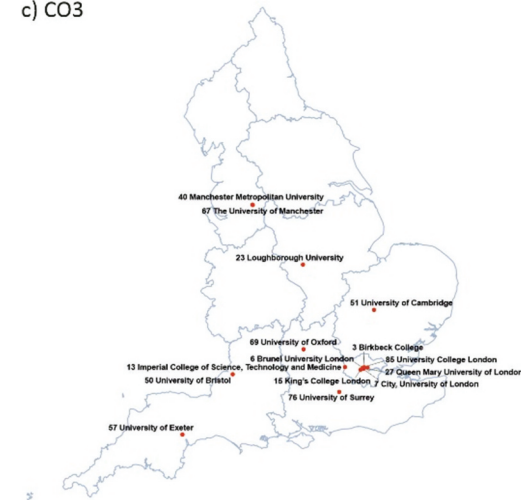 c) CO3
40 Manchester Metropolitan University
67 The University of Manchester
23 Loughborough University
51 University of Cambridge
69 University of Oxford
3 Birkbeck College
6 Brunel University London
85 University College London
13 Imperial College of Science, Technology and Medicine
27 Queen Mary University of London
50 University of Bristol
15 King's College London
7 City, University of London
76 University of Surrey
57 University of Exeter